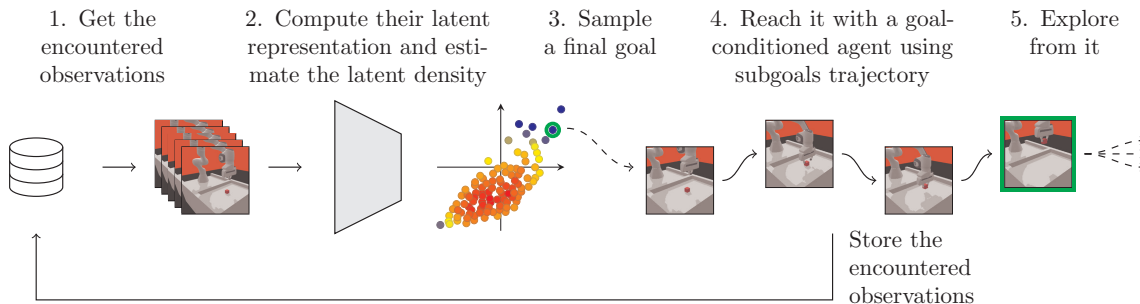 1. Get the
encountered
observations
2. Compute their latent
representation and esti-
mate the latent density
3. Sample
a final goal
4. Reach it with a goal-
conditioned agent using
subgoals trajectory
5. Explore
from it
Store the
encountered
observations